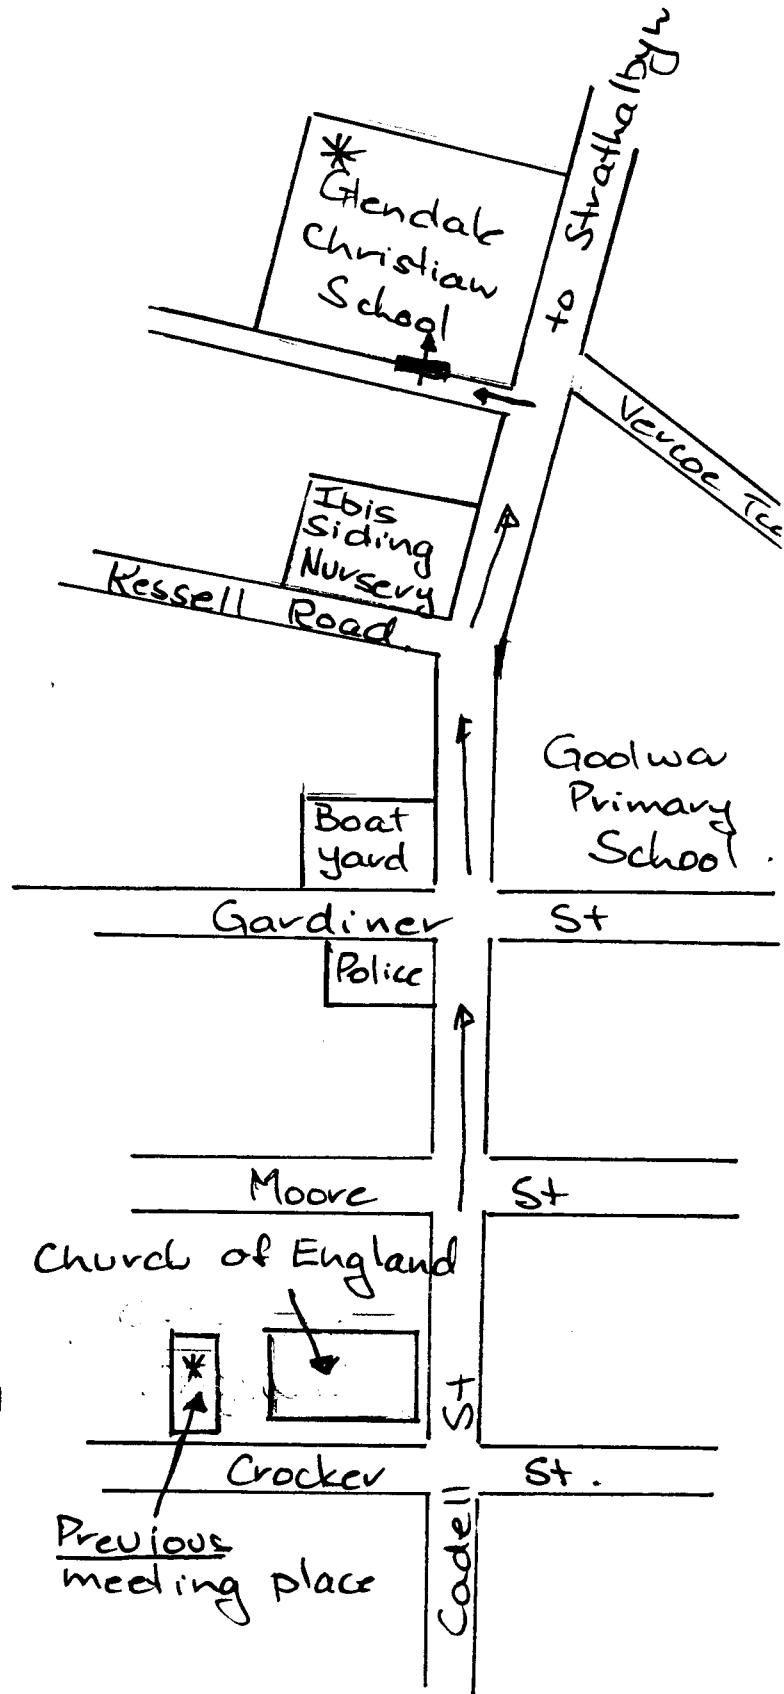 to Strathalbyn
Glendale
Christian
School
Vercoe Tce
Ibis
Siding
Nursery
Kessell Road
Goolwa
Primary
School.
Boat
yard
Gardiner St
Police
Moore St
Church of England
Crocker St.
Cadell St
Previous
meeting place